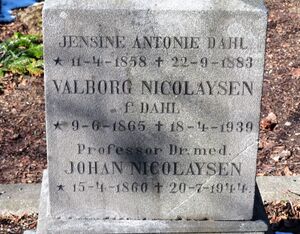 JENSINE ANTONIE DAHL
* 11-4-1858 ✝ 22-9-1883
VALBORG NICOLAYSEN
f. DAHL
* 9-6-1865 ✝ 18-4-1939
Professor Dr. med.
JOHAN NICOLAYSEN
* 15-4-1860 ✝ 20-7-1944.